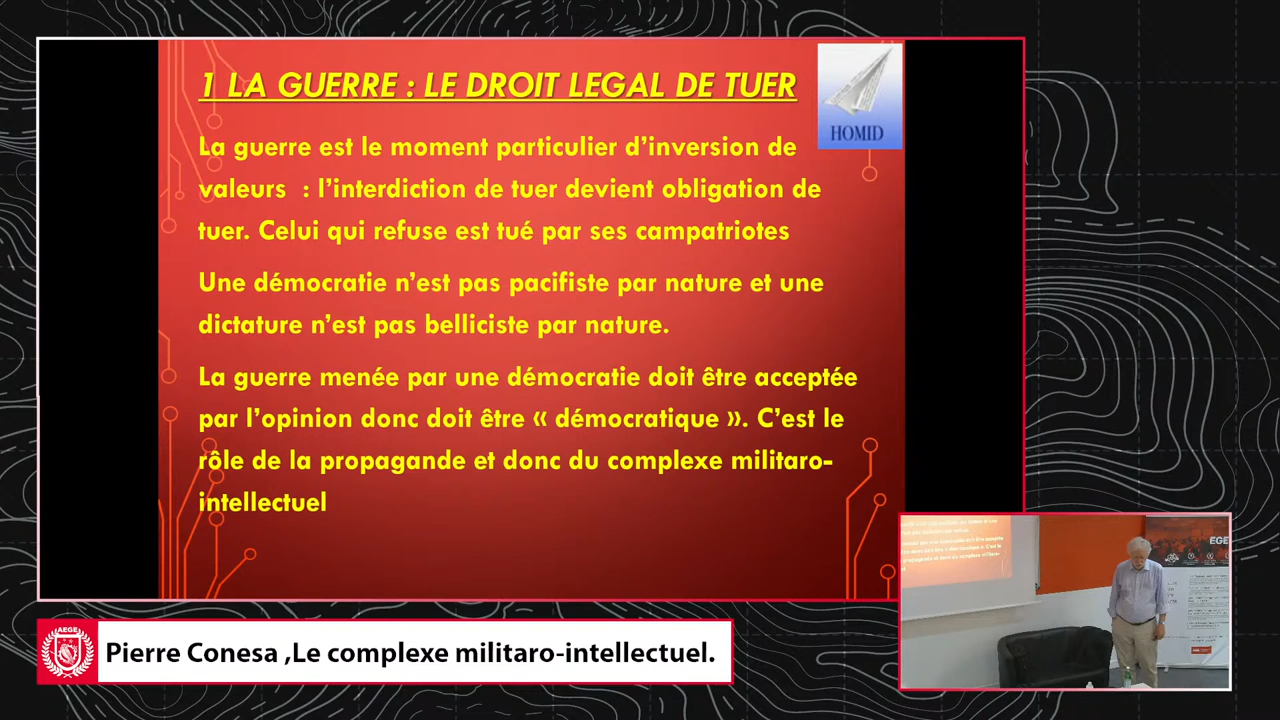 1 LA GUERRE : LE DROIT LEGAL DE TUER
HOMID
La guerre est le moment particulier d’inversion de
valeurs : l’interdiction de tuer devient obligation de
tuer. Celui qui refuse est tué par ses campatriotes
Une démocratie n’est pas pacifiste par nature et une
dictature n’est pas belliciste par nature.
La guerre menée par une démocratie doit être acceptée
par l’opinion donc doit être « démocratique ». C’est le
rôle de la propagande et donc du complexe militaro-
intellectuel
EGE
AEGE
Pierre Conesa ,Le complexe militaro-intellectuel.